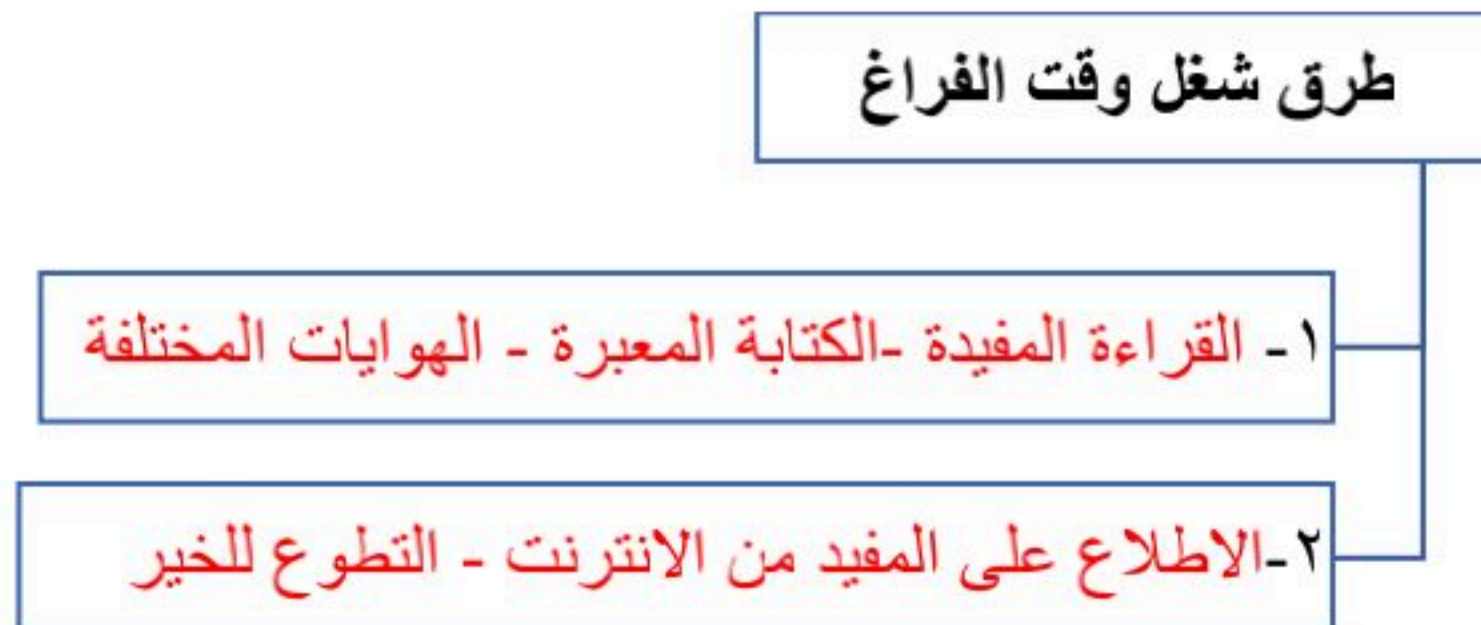 طرق شغل وقت الفراغ
١- القراءة المفيدة -الكتابة المعبرة - الهوايات المختلفة
٢-الاطلاع على المفيد من الانترنت - التطوع للخير